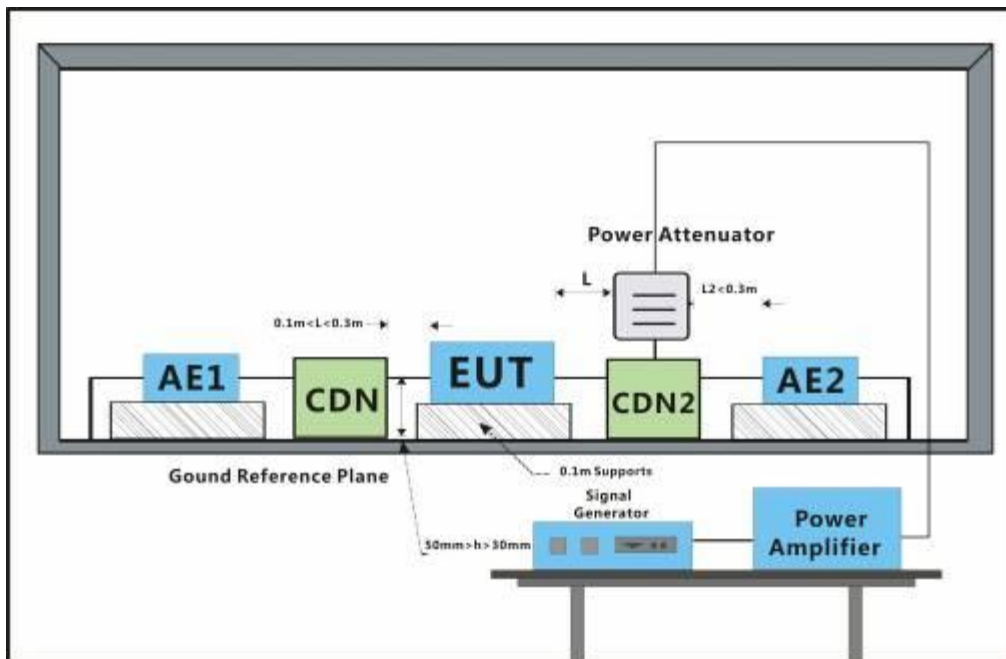 Power Attenuator
L
L2<0.3m
0.1m<L<0.3m
AE1
CDN
EUT
CDN2
AE2
Gound Reference Plane
0.1m Supports
Signal
Generator
50mm>h>30mm
Power
Amplifier